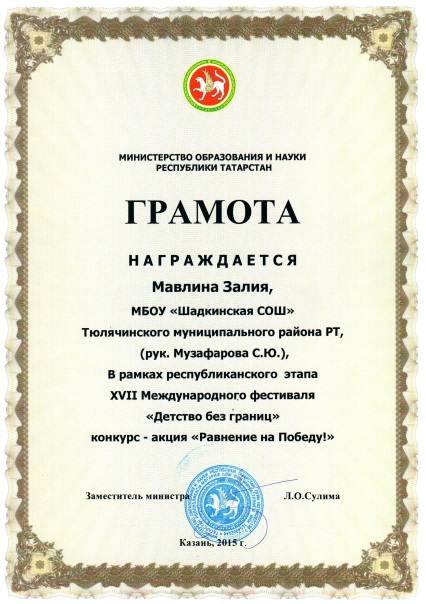 МИНИСТЕРСТВО ОБРАЗОВАНИЯ И НАУКИ
РЕСПУБЛИКИ ТАТАРСТАН
ГРАМОТА
НАГРАЖДАЕТСЯ
Мавлина Залия,
МБОУ «Шадкинская СОШ»
Тюлячинского муниципального района РТ,
(рук. Музафарова С.Ю.),
В рамках республиканского этапа
XVII Международного фестиваля
«Детство без границ»
конкурс - акция «Равнение на Победу!»
Заместитель министра Л.О.Сулима
Казань, 2015 г.